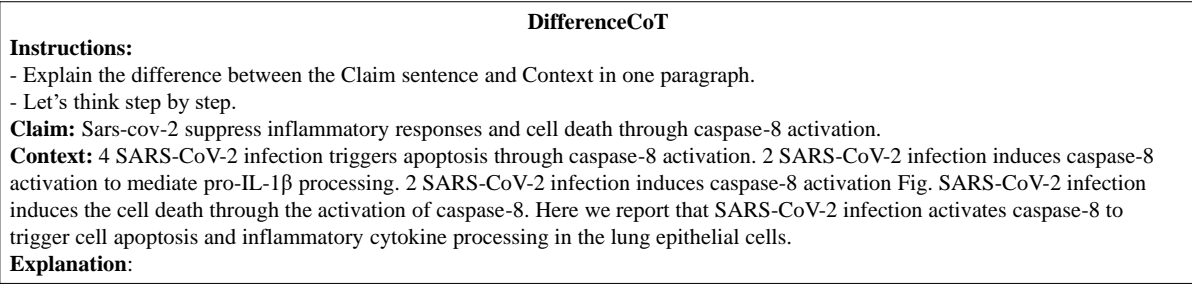 DifferenceCoT
Instructions:
- Explain the difference between the Claim sentence and Context in one paragraph.
- Let's think step by step.
Claim: Sars-cov-2 suppress inflammatory responses and cell death through caspase-8 activation.
Context: 4 SARS-CoV-2 infection triggers apoptosis through caspase-8 activation. 2 SARS-CoV-2 infection induces caspase-8
activation to mediate pro-IL-1β processing. 2 SARS-CoV-2 infection induces caspase-8 activation Fig. SARS-CoV-2 infection
induces the cell death through the activation of caspase-8. Here we report that SARS-CoV-2 infection activates caspase-8 to
trigger cell apoptosis and inflammatory cytokine processing in the lung epithelial cells.
Explanation: